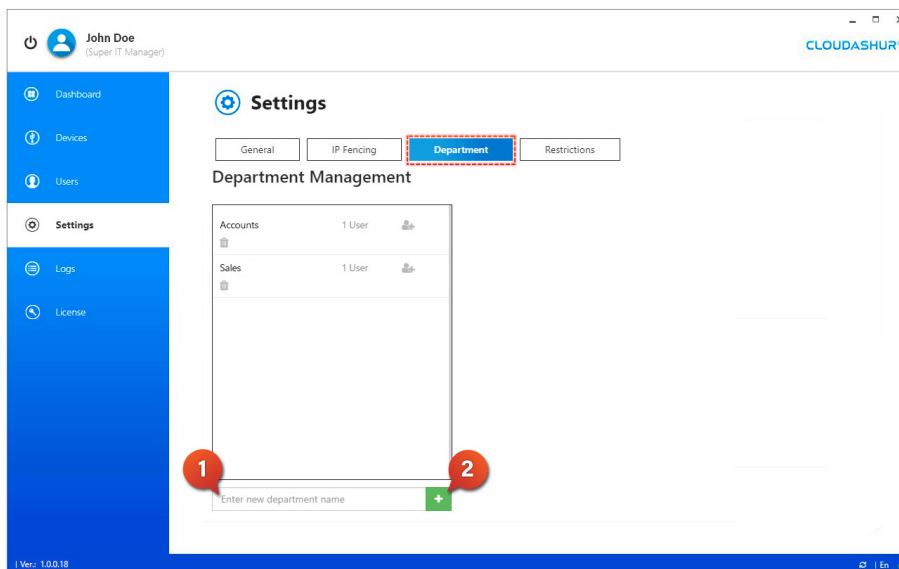 John Doe
(Super IT Manager)
CLOUDASHUR®
Dashboard
Devices
Users
Settings
Logs
License
Settings
General
IP Fencing
Department
Restrictions
Department Management
Accounts 1 User
Sales 1 User
1
2
Enter new department name
+
| Ver.: 1.0.0.18
| En